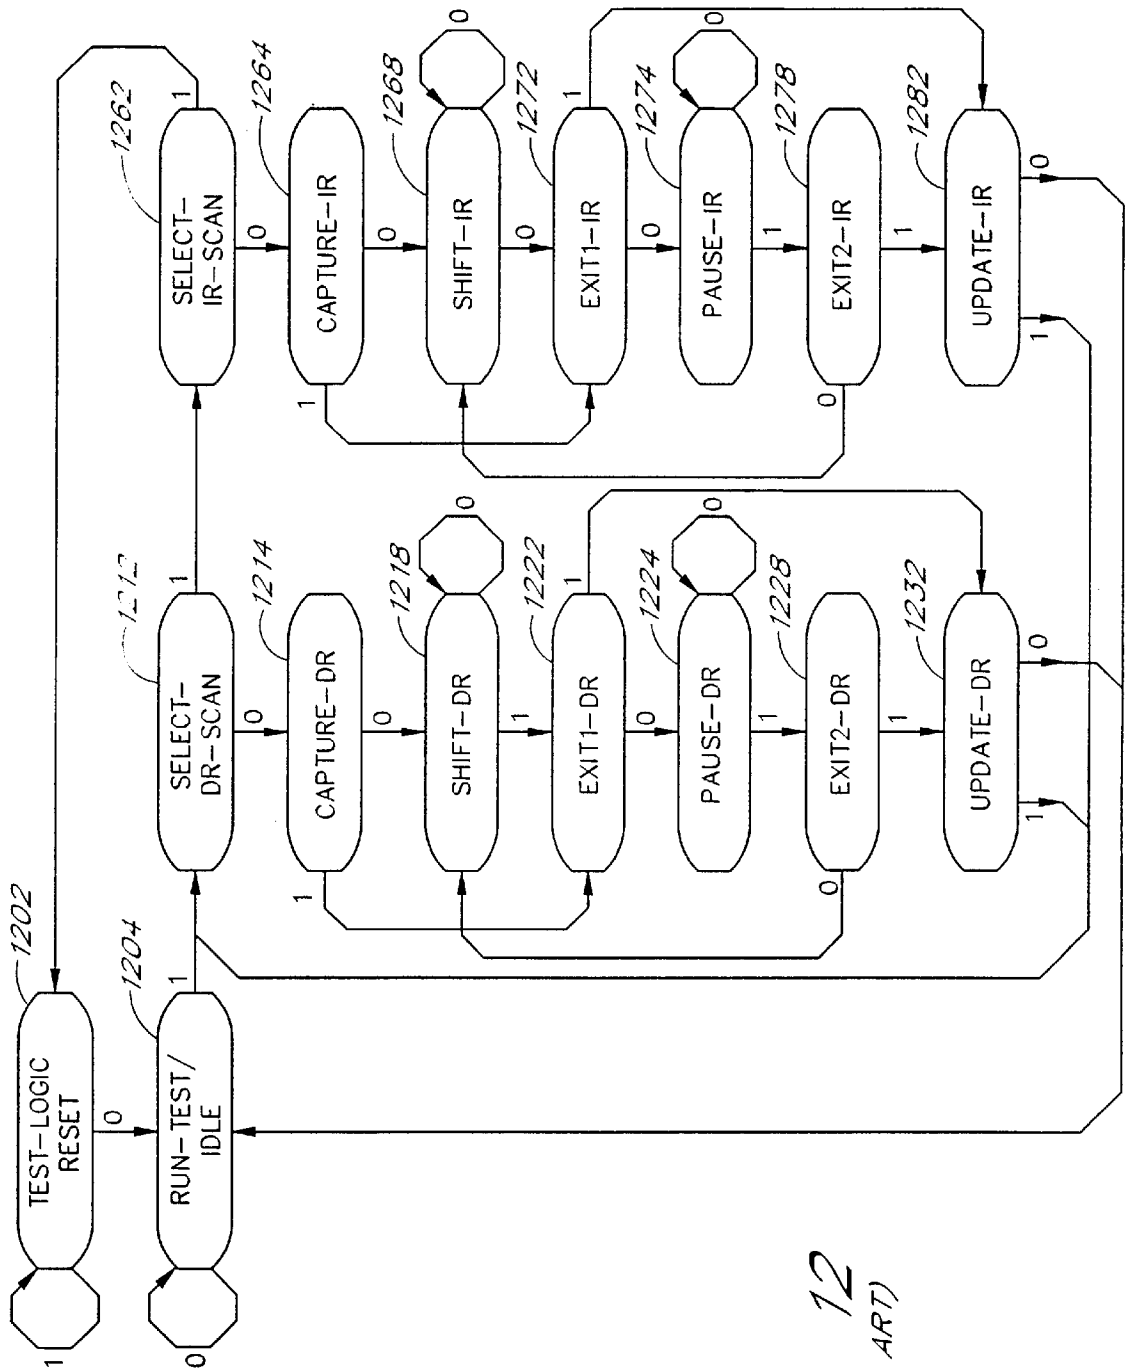 1202
TEST-LOGIC
RESET
1
0
1204
RUN-TEST/
IDLE
0
1
SELECT-
DR-SCAN
1
0
1214
CAPTURE-DR
1
0
1218
SHIFT-DR
0
1
1222
EXIT1-DR
1
0
1224
PAUSE-DR
0
1
1228
EXIT2-DR
0
1
1232
UPDATE-DR
1
0
1262
SELECT-
IR-SCAN
1
0
1264
CAPTURE-IR
1
0
1268
SHIFT-IR
0
0
1272
EXIT1-IR
1
0
1274
PAUSE-IR
0
1
1278
EXIT2-IR
0
1
1282
UPDATE-IR
1
0
12
ART)